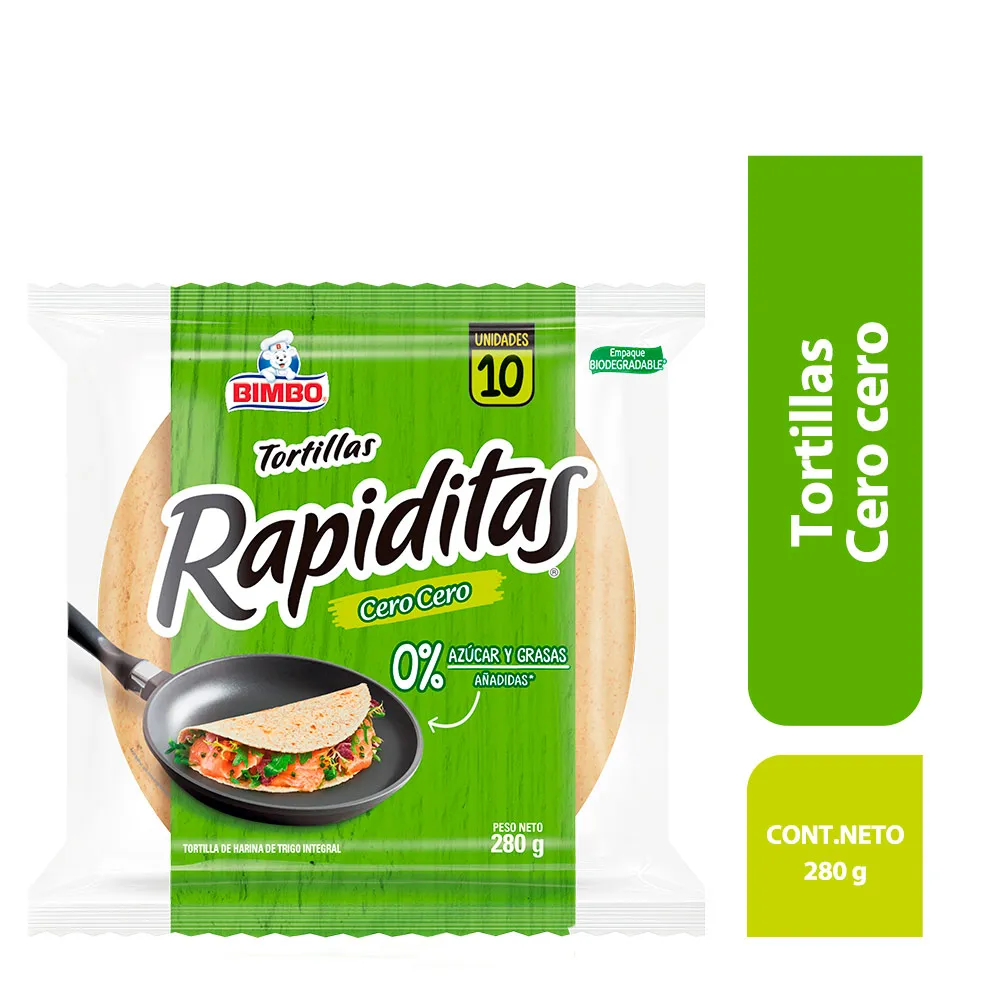 BIMBO®
UNIDADES
10
Empaque
BIODEGRADABLE*
Tortillas
Rapiditas®
Cero Cero
0% AZÚCAR Y GRASAS
AÑADIDAS*
PESO NETO
280 g
TORTILLA DE HARINA DE TRIGO INTEGRAL
Tortillas
Cero cero
CONT.NETO
280 g